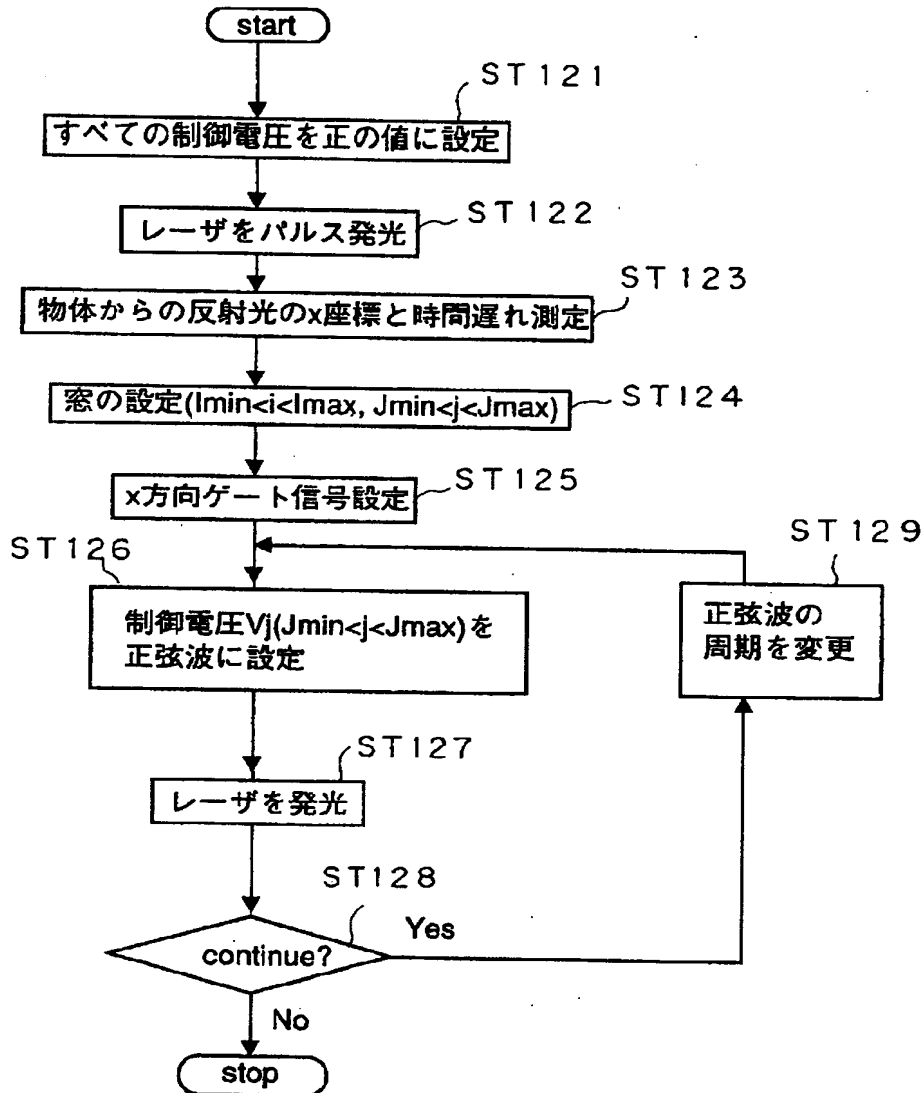 start
ST121
すべての制御電圧を正の値に設定
ST122
レーザをパルス発光
ST123
物体からの反射光のx座標と時間遅れ測定
ST124
窓の設定(Imin<i<Imax, Jmin<j<Jmax)
ST125
x方向ゲート信号設定
ST126
制御電圧Vj(Jmin<j<Jmax)を
正弦波に設定
ST129
正弦波の
周期を変更
ST127
レーザを発光
ST128
continue?
Yes
No
stop